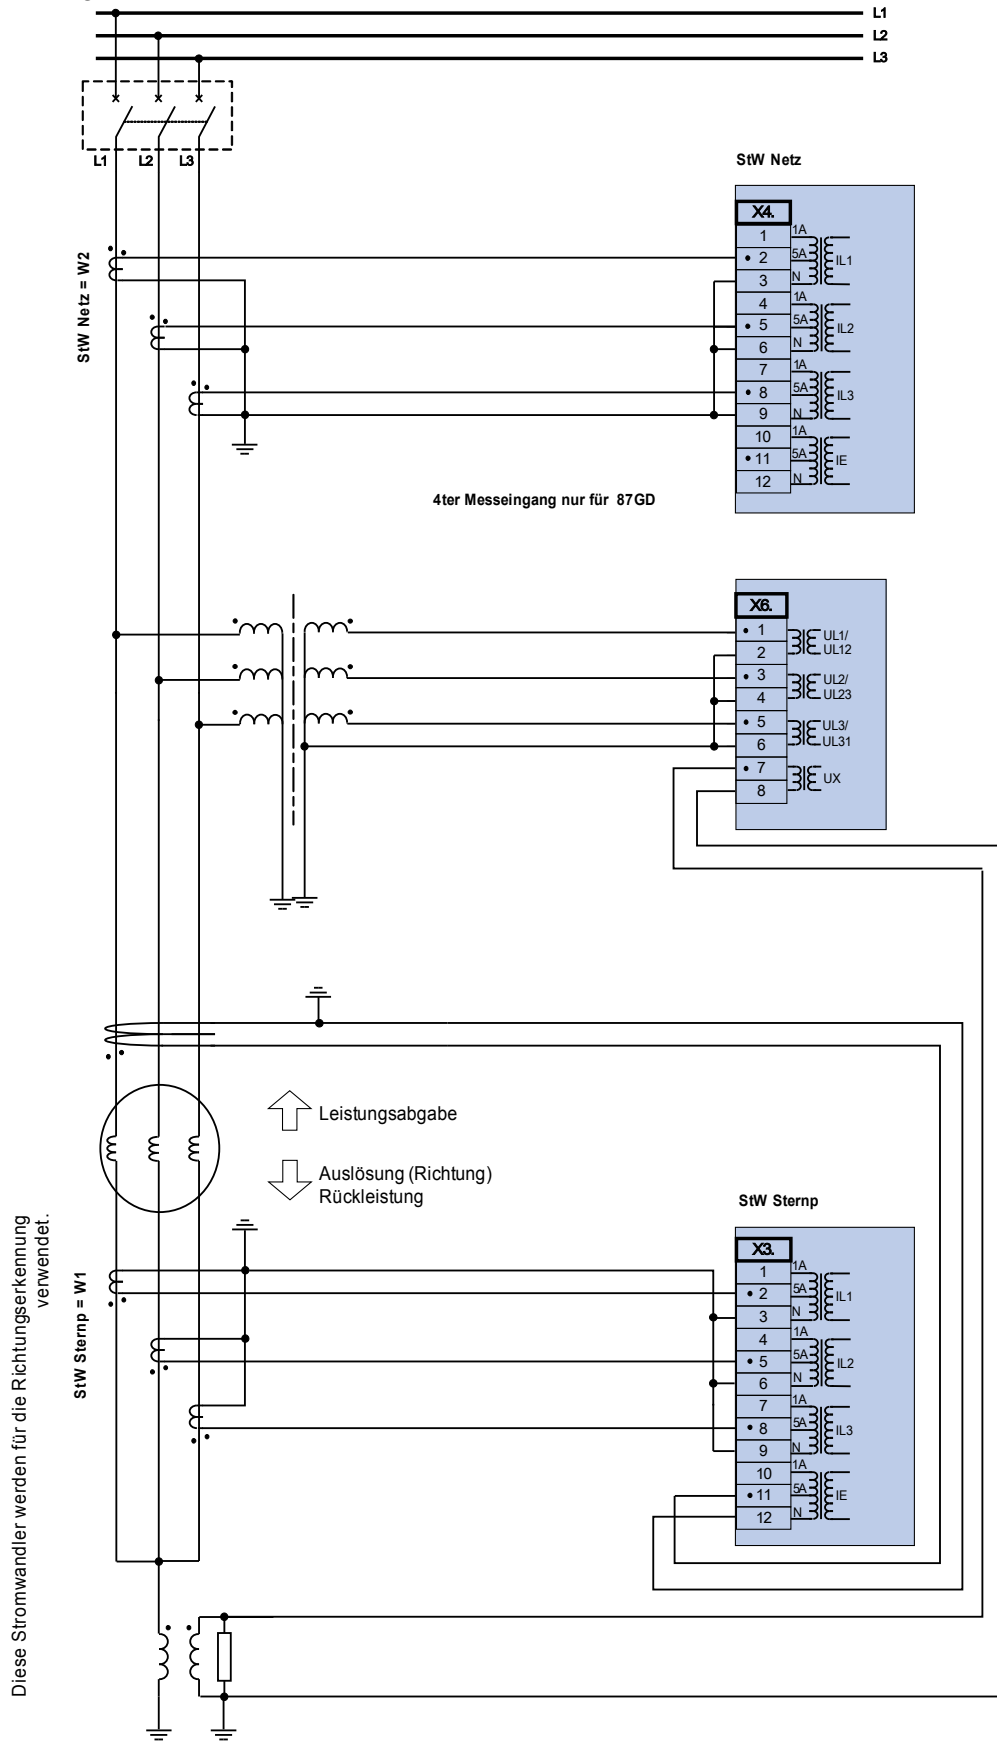 L1
L2
L3
L1 L2 L3
StW Netz
StW Netz = W2
X4.
1 1A
2 5A IL1
3 N
4 1A
5 5A IL2
6 N
7 1A
8 5A IL3
9 N
10 1A
11 5A IE
12 N
4ter Messeingang nur für 87GD
X6.
1 UL1/
2 UL12
3 UL2/
4 UL23
5 UL3/
6 UL31
7 UX
8
Leistungsabgabe
Auslösung (Richtung)
Rückleistung
StW Sternp
Diese Stromwandler werden für die Richtungserkennung
verwendet.
StW Sternp = W1
X3.
1 1A
2 5A IL1
3 N
4 1A
5 5A IL2
6 N
7 1A
8 5A IL3
9 N
10 1A
11 5A IE
12 N